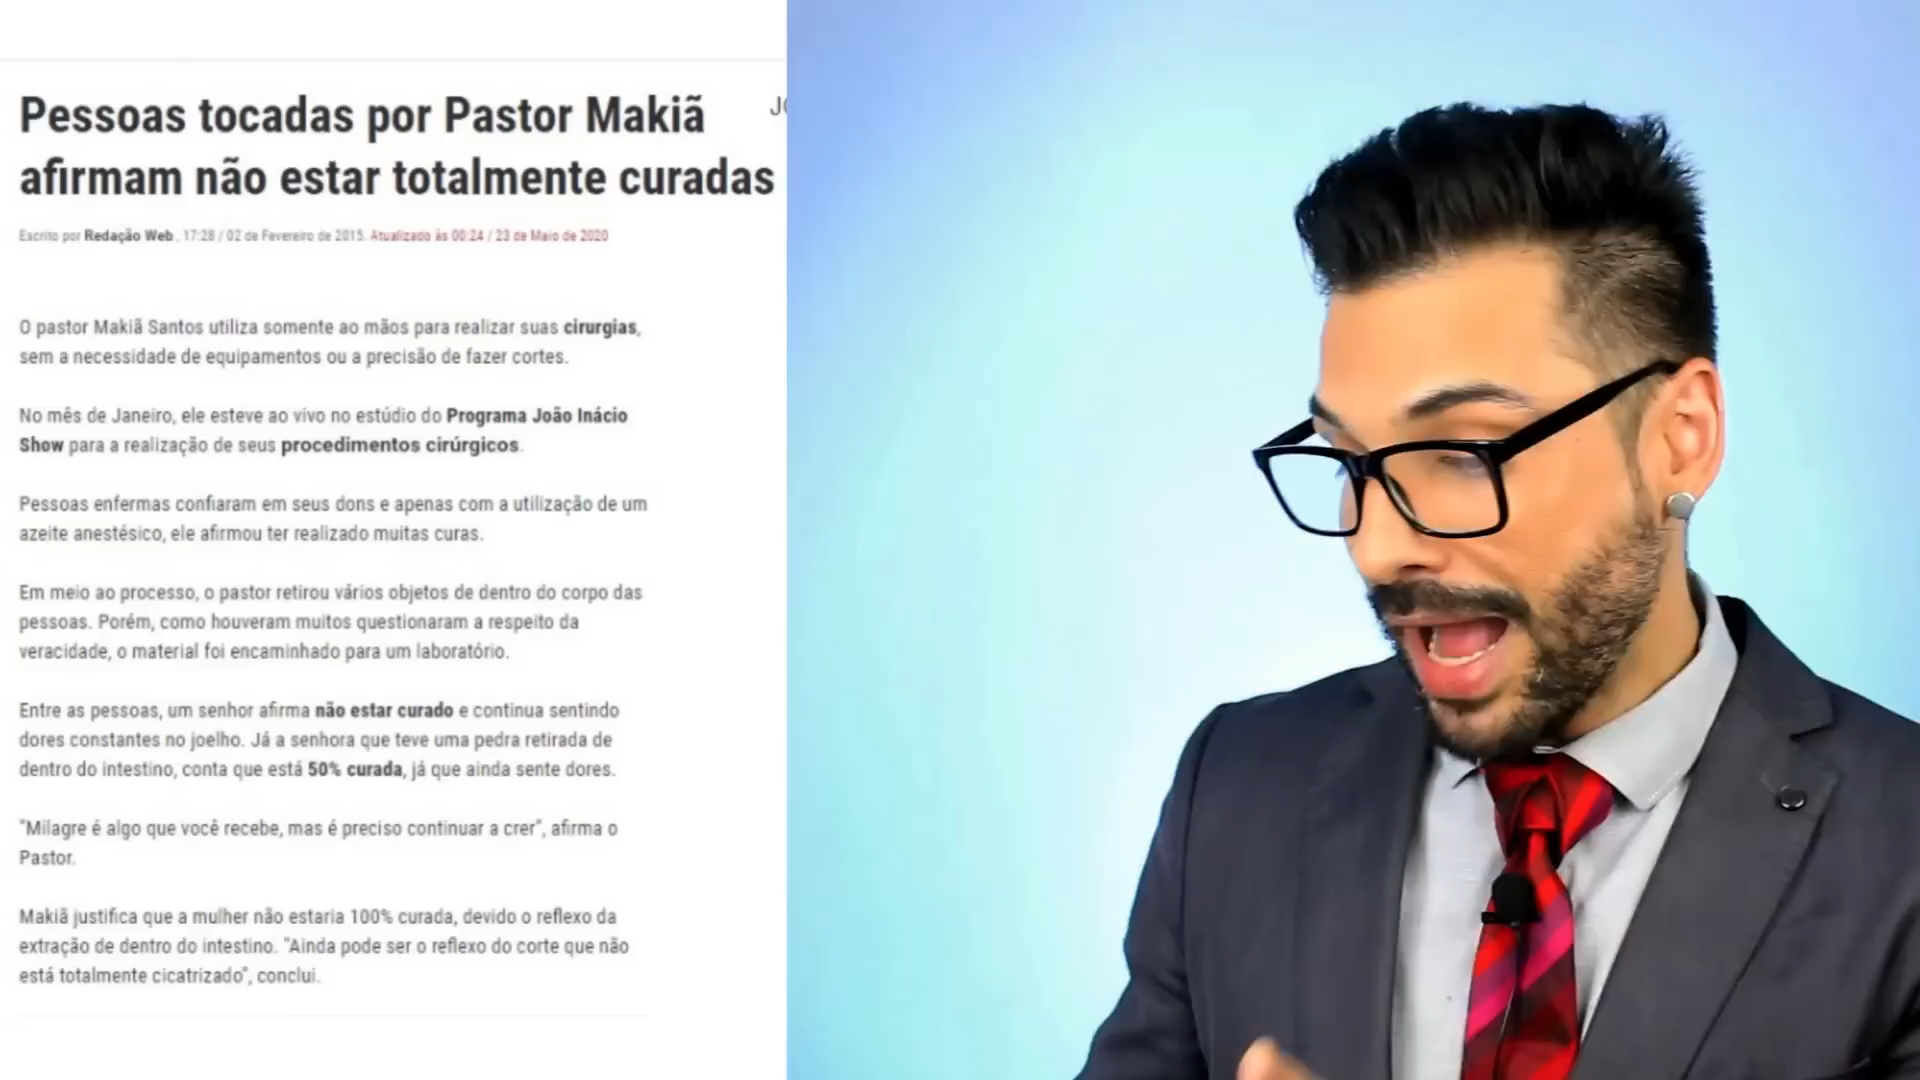 Pessoas tocadas por Pastor Makiã
afirmam não estar totalmente curadas
Escrito por Redação Web, 17:28 / 02 de Fevereiro de 2015. Atualizado às 00:24 / 23 de Maio de 2020
O pastor Makiã Santos utiliza somente ao mãos para realizar suas cirurgias,
sem a necessidade de equipamentos ou a precisão de fazer cortes.
No mês de Janeiro, ele esteve ao vivo no estúdio do Programa João Inácio
Show para a realização de seus procedimentos cirúrgicos.
Pessoas enfermas confiaram em seus dons e apenas com a utilização de um
azeite anestésico, ele afirmou ter realizado muitas curas.
Em meio ao processo, o pastor retirou vários objetos de dentro do corpo das
pessoas. Porém, como houveram muitos questionaram a respeito da
veracidade, o material foi encaminhado para um laboratório.
Entre as pessoas, um senhor afirma não estar curado e continua sentindo
dores constantes no joelho. Já a senhora que teve uma pedra retirada de
dentro do intestino, conta que está 50% curada, já que ainda sente dores.
"Milagre é algo que você recebe, mas é preciso continuar a crer", afirma o
Pastor.
Makiã justifica que a mulher não estaria 100% curada, devido o reflexo da
extração de dentro do intestino. "Ainda pode ser o reflexo do corte que não
está totalmente cicatrizado", conclui.